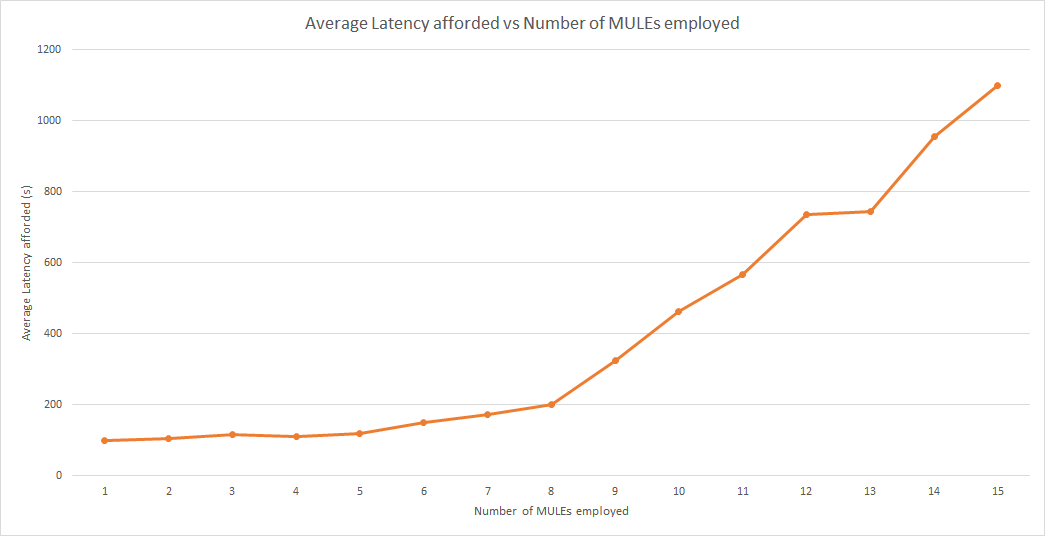 Average Latency afforded vs Number of MULEs employed
1200
1000
800
600
400
200
0
Average Latency afforded (s)
1 2 3 4 5 6 7 8 9 10 11 12 13 14 15
Number of MULEs employed